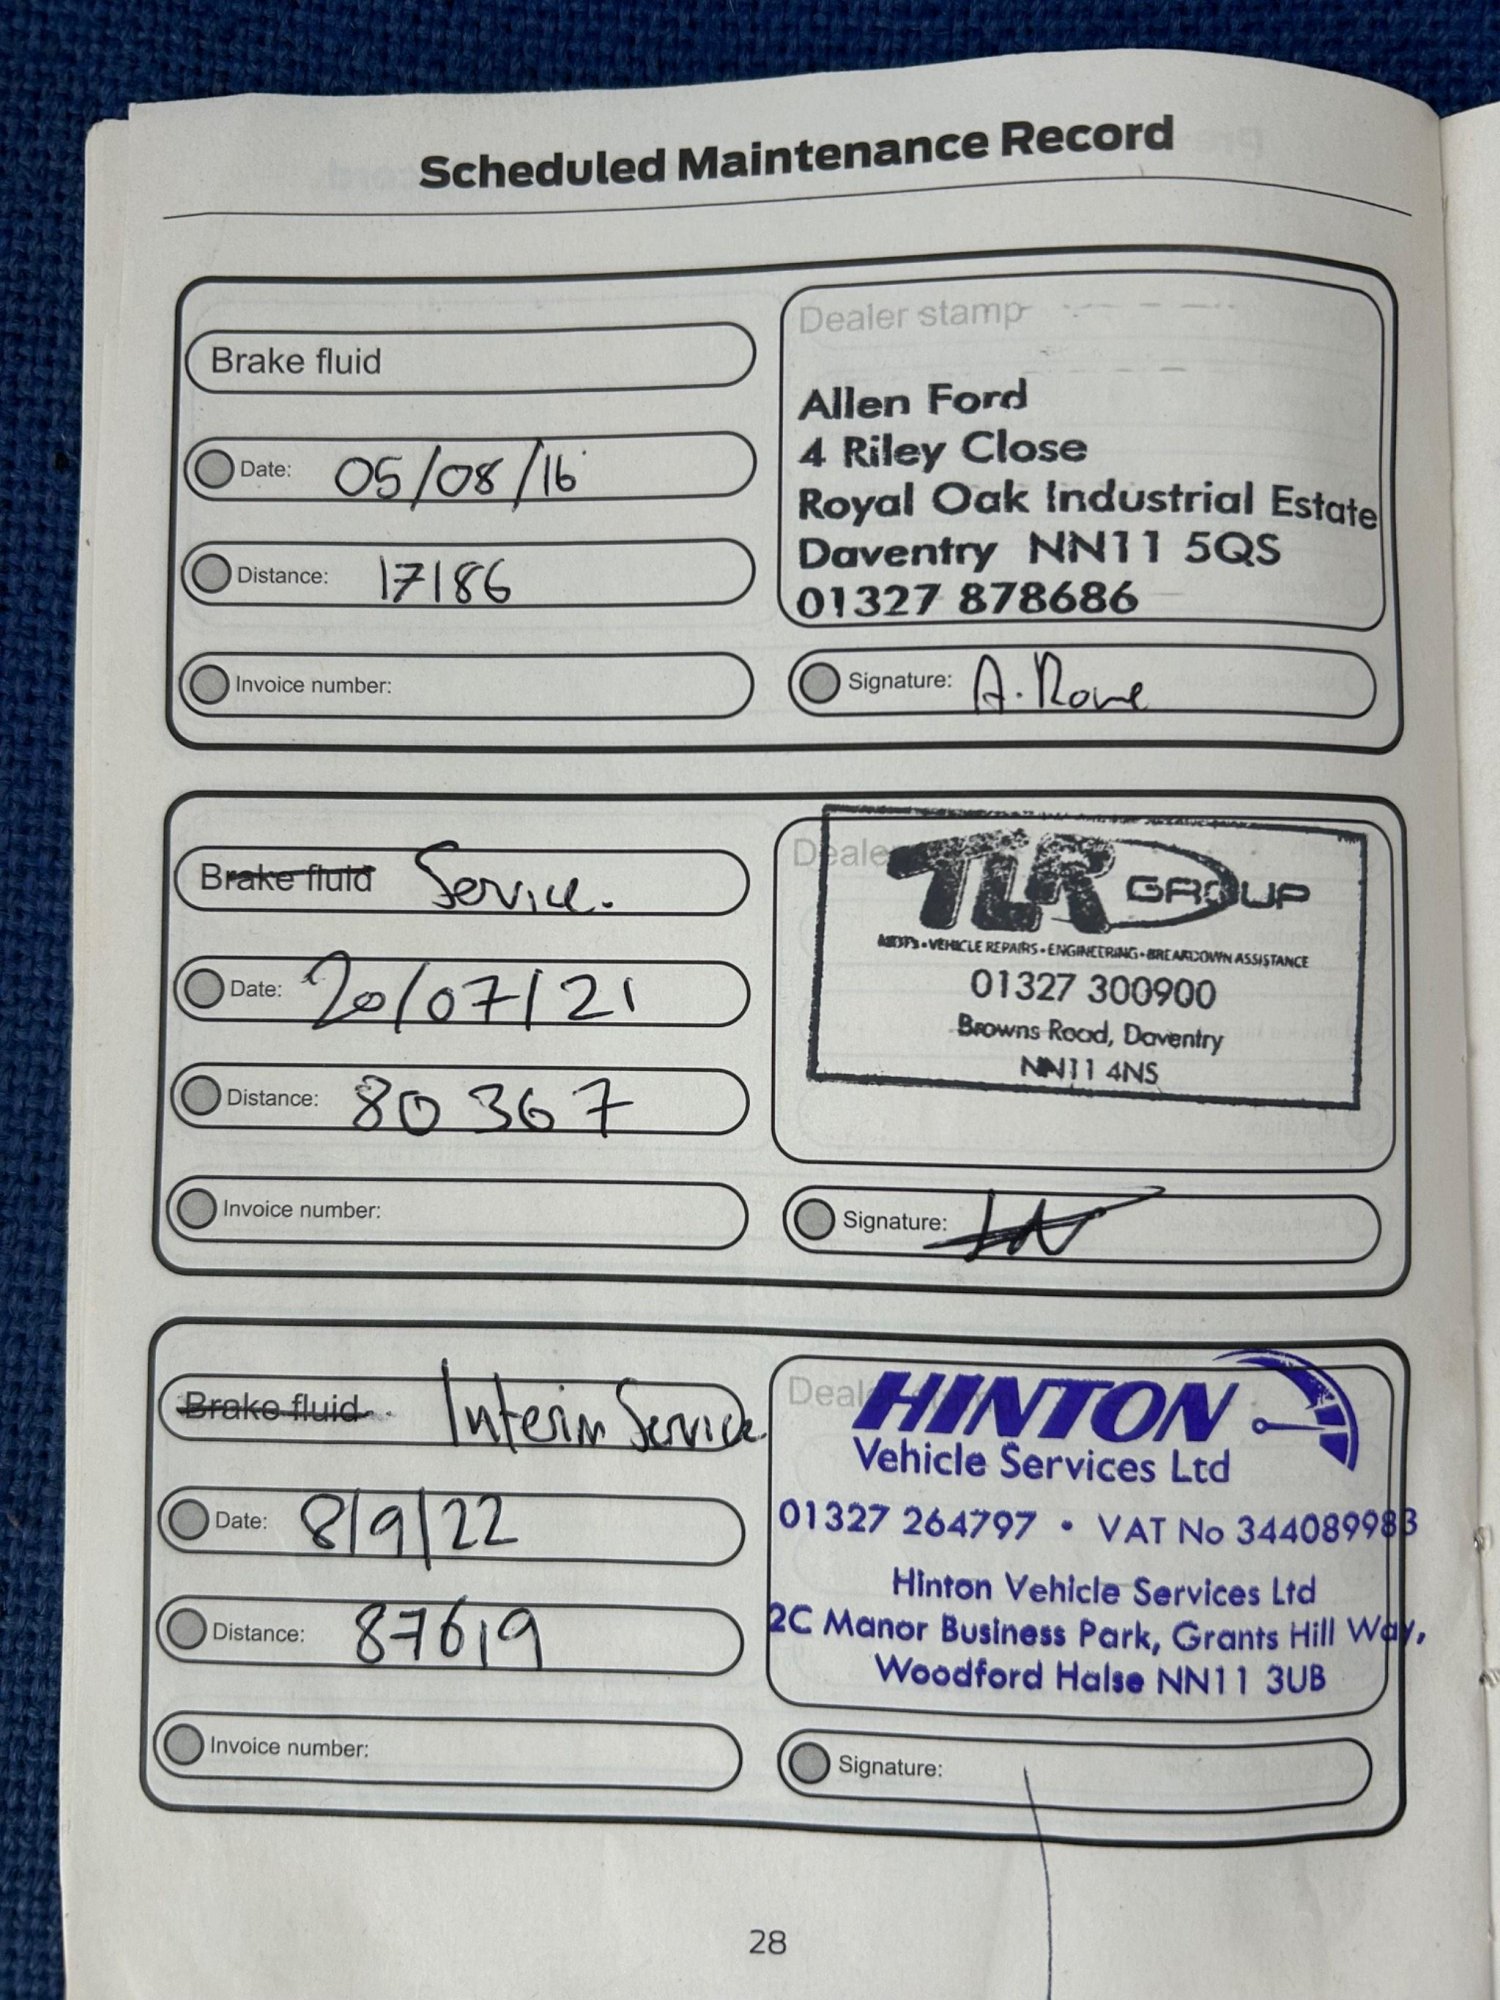 Scheduled Maintenance Record
Brake fluid
Date: 05/08/16
Distance: 17186
Invoice number:
Dealer stamp
Allen Ford
4 Riley Close
Royal Oak Industrial Estate
Daventry NN11 5QS
01327 878686
Signature: A. Rowe
Brake fluid Service.
Date: 20/07/21
Distance: 80367
Invoice number:
TLR GROUP
MOT'S • VEHICLE REPAIRS • ENGINEERING • BREAKDOWN ASSISTANCE
01327 300900
Browns Road, Daventry
NN11 4NS
Signature:
Brake fluid Interim Service
Date: 8/9/22
Distance: 87619
Invoice number:
HINTON
Vehicle Services Ltd
01327 264797 • VAT No 344089983
Hinton Vehicle Services Ltd
2C Manor Business Park, Grants Hill Way,
Woodford Halse NN11 3UB
Signature:
28